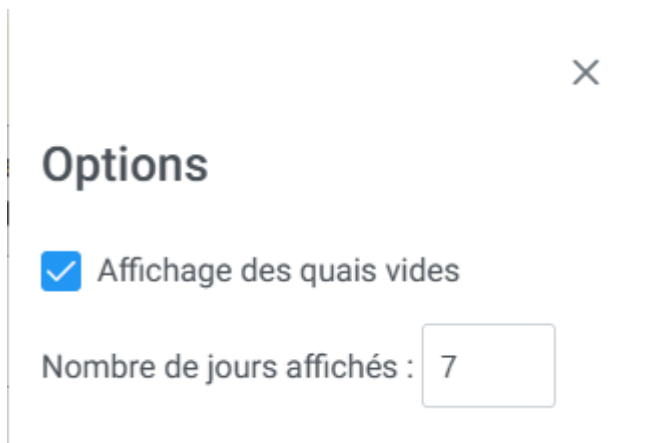 Options
Affichage des quais vides
Nombre de jours affichés : 7